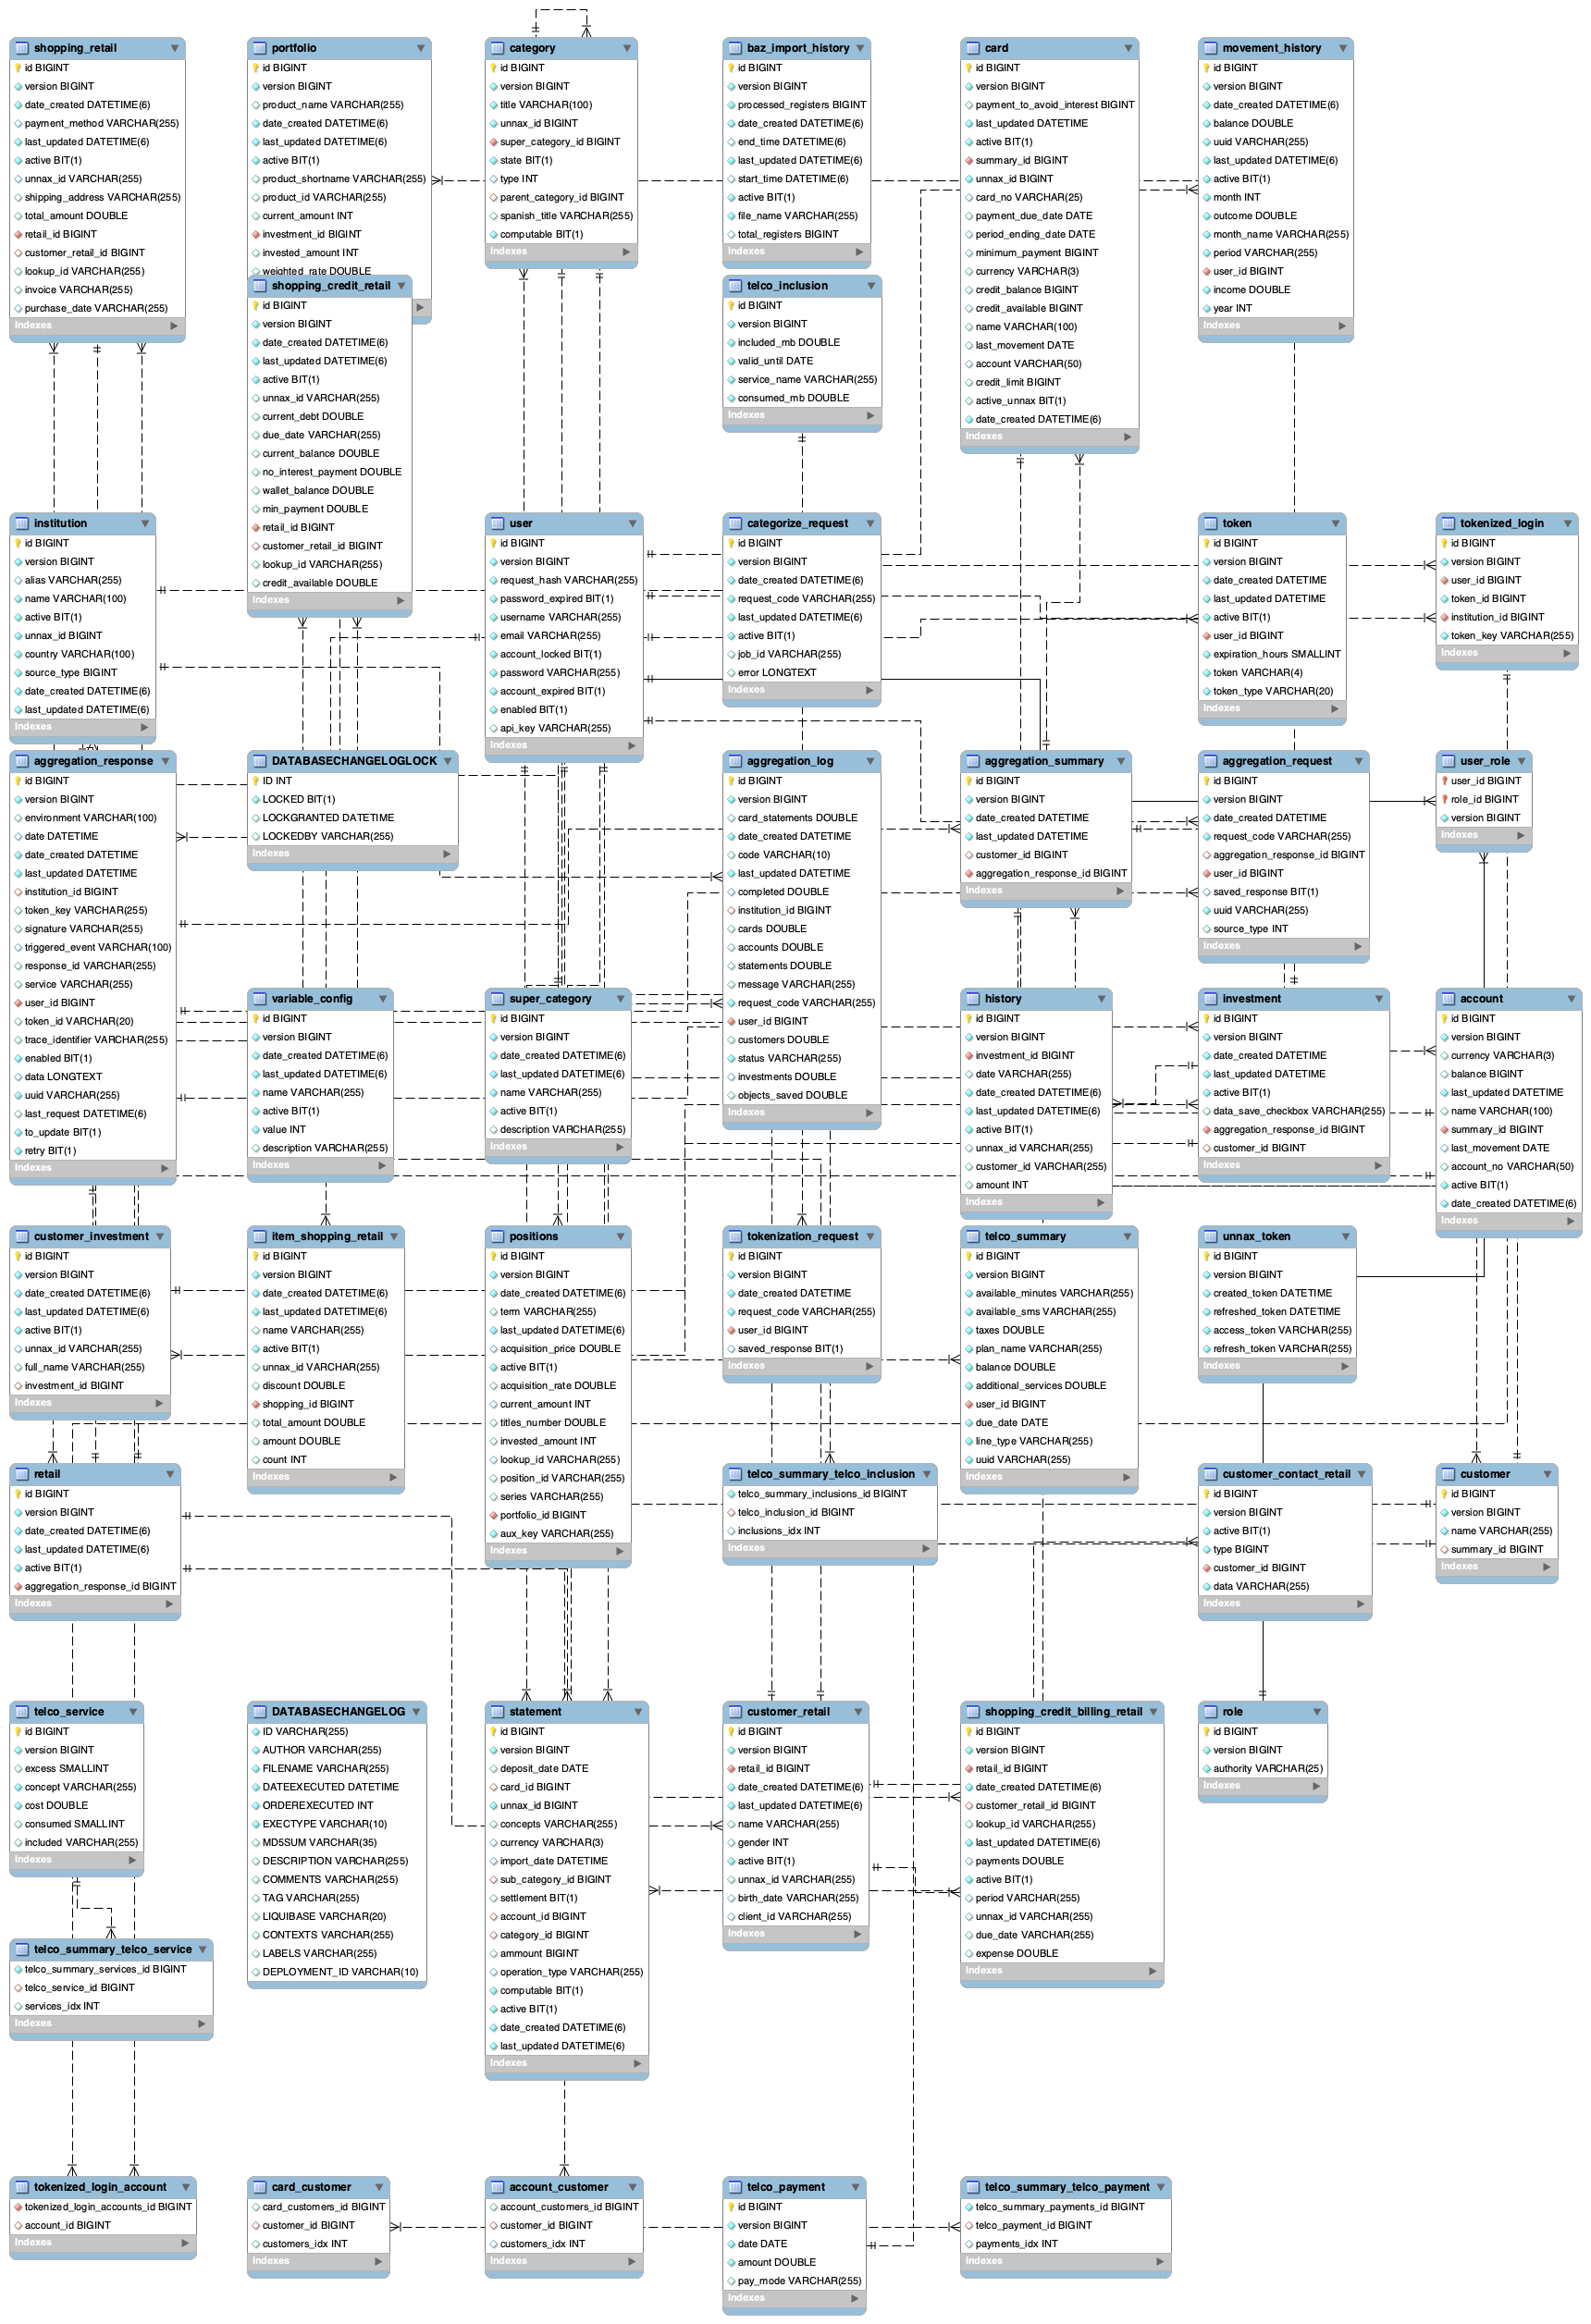 shopping_retail
id BIGINT
version BIGINT
date_created DATETIME(6)
payment_method VARCHAR(255)
last_updated DATETIME(6)
active BIT(1)
unnax_id VARCHAR(255)
shipping_address VARCHAR(255)
total_amount DOUBLE
retail_id BIGINT
customer_retail_id BIGINT
lookup_id VARCHAR(255)
invoice VARCHAR(255)
purchase_date VARCHAR(255)
Indexes
portfolio
id BIGINT
version BIGINT
product_name VARCHAR(255)
date_created DATETIME(6)
last_updated DATETIME(6)
active BIT(1)
product_shortname VARCHAR(255)
product_id VARCHAR(255)
current_amount INT
investment_id BIGINT
invested_amount INT
weighted_rate DOUBLE
category
id BIGINT
version BIGINT
title VARCHAR(100)
unnax_id BIGINT
super_category_id BIGINT
state BIT(1)
type INT
parent_category_id BIGINT
spanish_title VARCHAR(255)
computable BIT(1)
Indexes
baz_import_history
id BIGINT
version BIGINT
processed_registers BIGINT
date_created DATETIME(6)
end_time DATETIME(6)
last_updated DATETIME(6)
start_time DATETIME(6)
active BIT(1)
file_name VARCHAR(255)
total_registers BIGINT
Indexes
card
id BIGINT
version BIGINT
payment_to_avoid_interest BIGINT
last_updated DATETIME
active BIT(1)
summary_id BIGINT
unnax_id BIGINT
card_no VARCHAR(25)
payment_due_date DATE
period_ending_date DATE
minimum_payment BIGINT
currency VARCHAR(3)
credit_balance BIGINT
credit_available BIGINT
name VARCHAR(100)
last_movement DATE
account VARCHAR(50)
credit_limit BIGINT
active_unnax BIT(1)
date_created DATETIME(6)
Indexes
movement_history
id BIGINT
version BIGINT
date_created DATETIME(6)
balance DOUBLE
uuid VARCHAR(255)
last_updated DATETIME(6)
active BIT(1)
month INT
outcome DOUBLE
month_name VARCHAR(255)
period VARCHAR(255)
user_id BIGINT
income DOUBLE
year INT
Indexes
shopping_credit_retail
id BIGINT
version BIGINT
date_created DATETIME(6)
last_updated DATETIME(6)
active BIT(1)
unnax_id VARCHAR(255)
current_debt DOUBLE
due_date VARCHAR(255)
current_balance DOUBLE
no_interest_payment DOUBLE
wallet_balance DOUBLE
min_payment DOUBLE
retail_id BIGINT
customer_retail_id BIGINT
lookup_id VARCHAR(255)
credit_available DOUBLE
Indexes
telco_inclusion
id BIGINT
version BIGINT
included_mb DOUBLE
valid_until DATE
service_name VARCHAR(255)
consumed_mb DOUBLE
Indexes
institution
id BIGINT
version BIGINT
alias VARCHAR(255)
name VARCHAR(100)
active BIT(1)
unnax_id BIGINT
country VARCHAR(100)
source_type BIGINT
date_created DATETIME(6)
last_updated DATETIME(6)
Indexes
user
id BIGINT
version BIGINT
request_hash VARCHAR(255)
password_expired BIT(1)
username VARCHAR(255)
email VARCHAR(255)
account_locked BIT(1)
password VARCHAR(255)
account_expired BIT(1)
enabled BIT(1)
api_key VARCHAR(255)
Indexes
categorize_request
id BIGINT
version BIGINT
date_created DATETIME(6)
request_code VARCHAR(255)
last_updated DATETIME(6)
active BIT(1)
job_id VARCHAR(255)
error LONGTEXT
Indexes
token
id BIGINT
version BIGINT
date_created DATETIME
last_updated DATETIME
active BIT(1)
user_id BIGINT
expiration_hours SMALLINT
token VARCHAR(4)
token_type VARCHAR(20)
Indexes
tokenized_login
id BIGINT
version BIGINT
user_id BIGINT
token_id BIGINT
institution_id BIGINT
token_key VARCHAR(255)
Indexes
aggregation_response
id BIGINT
version BIGINT
environment VARCHAR(100)
date DATETIME
date_created DATETIME
last_updated DATETIME
institution_id BIGINT
token_key VARCHAR(255)
signature VARCHAR(255)
triggered_event VARCHAR(100)
response_id VARCHAR(255)
service VARCHAR(255)
user_id BIGINT
token_id VARCHAR(20)
trace_identifier VARCHAR(255)
enabled BIT(1)
data LONGTEXT
uuid VARCHAR(255)
last_request DATETIME(6)
to_update BIT(1)
retry BIT(1)
Indexes
DATABASECHANGELOGLOCK
ID INT
LOCKED BIT(1)
LOCKGRANTED DATETIME
LOCKEDBY VARCHAR(255)
Indexes
aggregation_log
id BIGINT
version BIGINT
card_statements DOUBLE
date_created DATETIME
code VARCHAR(10)
last_updated DATETIME
completed DOUBLE
institution_id BIGINT
cards DOUBLE
accounts DOUBLE
statements DOUBLE
message VARCHAR(255)
request_code VARCHAR(255)
user_id BIGINT
customers DOUBLE
status VARCHAR(255)
investments DOUBLE
objects_saved DOUBLE
Indexes
aggregation_summary
id BIGINT
version BIGINT
date_created DATETIME
last_updated DATETIME
customer_id BIGINT
aggregation_response_id BIGINT
Indexes
aggregation_request
id BIGINT
version BIGINT
date_created DATETIME
request_code VARCHAR(255)
aggregation_response_id BIGINT
user_id BIGINT
saved_response BIT(1)
uuid VARCHAR(255)
source_type INT
Indexes
user_role
user_id BIGINT
role_id BIGINT
version BIGINT
Indexes
variable_config
id BIGINT
version BIGINT
date_created DATETIME(6)
last_updated DATETIME(6)
name VARCHAR(255)
active BIT(1)
value INT
description VARCHAR(255)
Indexes
super_category
id BIGINT
version BIGINT
date_created DATETIME(6)
last_updated DATETIME(6)
name VARCHAR(255)
active BIT(1)
description VARCHAR(255)
Indexes
history
id BIGINT
version BIGINT
investment_id BIGINT
date VARCHAR(255)
date_created DATETIME(6)
last_updated DATETIME(6)
active BIT(1)
unnax_id VARCHAR(255)
customer_id VARCHAR(255)
amount INT
Indexes
investment
id BIGINT
version BIGINT
date_created DATETIME
last_updated DATETIME
active BIT(1)
data_save_checkbox VARCHAR(255)
aggregation_response_id BIGINT
customer_id BIGINT
Indexes
account
id BIGINT
version BIGINT
currency VARCHAR(3)
balance BIGINT
last_updated DATETIME
name VARCHAR(100)
summary_id BIGINT
last_movement DATE
account_no VARCHAR(50)
active BIT(1)
date_created DATETIME(6)
Indexes
customer_investment
id BIGINT
version BIGINT
date_created DATETIME(6)
last_updated DATETIME(6)
active BIT(1)
unnax_id VARCHAR(255)
full_name VARCHAR(255)
investment_id BIGINT
Indexes
item_shopping_retail
id BIGINT
version BIGINT
date_created DATETIME(6)
last_updated DATETIME(6)
name VARCHAR(255)
active BIT(1)
unnax_id VARCHAR(255)
discount DOUBLE
shopping_id BIGINT
total_amount DOUBLE
amount DOUBLE
count INT
Indexes
positions
id BIGINT
version BIGINT
date_created DATETIME(6)
term VARCHAR(255)
last_updated DATETIME(6)
acquisition_price DOUBLE
active BIT(1)
acquisition_rate DOUBLE
current_amount INT
titles_number DOUBLE
invested_amount INT
lookup_id VARCHAR(255)
position_id VARCHAR(255)
series VARCHAR(255)
portfolio_id BIGINT
aux_key VARCHAR(255)
Indexes
tokenization_request
id BIGINT
version BIGINT
date_created DATETIME
request_code VARCHAR(255)
user_id BIGINT
saved_response BIT(1)
Indexes
telco_summary
id BIGINT
version BIGINT
available_minutes VARCHAR(255)
available_sms VARCHAR(255)
taxes DOUBLE
plan_name VARCHAR(255)
balance DOUBLE
additional_services DOUBLE
user_id BIGINT
due_date DATE
line_type VARCHAR(255)
uuid VARCHAR(255)
Indexes
unnax_token
id BIGINT
version BIGINT
created_token DATETIME
refreshed_token DATETIME
access_token VARCHAR(255)
refresh_token VARCHAR(255)
Indexes
retail
id BIGINT
version BIGINT
date_created DATETIME(6)
last_updated DATETIME(6)
active BIT(1)
aggregation_response_id BIGINT
Indexes
telco_summary_telco_inclusion
telco_summary_inclusions_id BIGINT
telco_inclusion_id BIGINT
inclusions_idx INT
Indexes
customer_contact_retail
id BIGINT
version BIGINT
active BIT(1)
type BIGINT
customer_id BIGINT
data VARCHAR(255)
Indexes
customer
id BIGINT
version BIGINT
name VARCHAR(255)
summary_id BIGINT
Indexes
telco_service
id BIGINT
version BIGINT
excess SMALLINT
concept VARCHAR(255)
cost DOUBLE
consumed SMALLINT
included VARCHAR(255)
Indexes
DATABASECHANGELOG
ID VARCHAR(255)
AUTHOR VARCHAR(255)
FILENAME VARCHAR(255)
DATEEXECUTED DATETIME
ORDEREXECUTED INT
EXECTYPE VARCHAR(10)
MD5SUM VARCHAR(35)
DESCRIPTION VARCHAR(255)
COMMENTS VARCHAR(255)
TAG VARCHAR(255)
LIQUIBASE VARCHAR(20)
CONTEXTS VARCHAR(255)
LABELS VARCHAR(255)
DEPLOYMENT_ID VARCHAR(10)
statement
id BIGINT
version BIGINT
deposit_date DATE
card_id BIGINT
unnax_id BIGINT
concepts VARCHAR(255)
currency VARCHAR(3)
import_date DATETIME
sub_category_id BIGINT
settlement BIT(1)
account_id BIGINT
category_id BIGINT
ammount BIGINT
operation_type VARCHAR(255)
computable BIT(1)
active BIT(1)
date_created DATETIME(6)
last_updated DATETIME(6)
Indexes
customer_retail
id BIGINT
version BIGINT
retail_id BIGINT
date_created DATETIME(6)
last_updated DATETIME(6)
name VARCHAR(255)
gender INT
active BIT(1)
unnax_id VARCHAR(255)
birth_date VARCHAR(255)
client_id VARCHAR(255)
Indexes
shopping_credit_billing_retail
id BIGINT
version BIGINT
retail_id BIGINT
date_created DATETIME(6)
customer_retail_id BIGINT
lookup_id VARCHAR(255)
last_updated DATETIME(6)
payments DOUBLE
active BIT(1)
period VARCHAR(255)
unnax_id VARCHAR(255)
due_date VARCHAR(255)
expense DOUBLE
Indexes
role
id BIGINT
version BIGINT
authority VARCHAR(25)
Indexes
telco_summary_telco_service
telco_summary_services_id BIGINT
telco_service_id BIGINT
services_idx INT
Indexes
tokenized_login_account
tokenized_login_accounts_id BIGINT
account_id BIGINT
Indexes
card_customer
card_customers_id BIGINT
customer_id BIGINT
customers_idx INT
Indexes
account_customer
account_customers_id BIGINT
customer_id BIGINT
customers_idx INT
Indexes
telco_payment
id BIGINT
version BIGINT
date DATE
amount DOUBLE
pay_mode VARCHAR(255)
Indexes
telco_summary_telco_payment
telco_summary_payments_id BIGINT
telco_payment_id BIGINT
payments_idx INT
Indexes